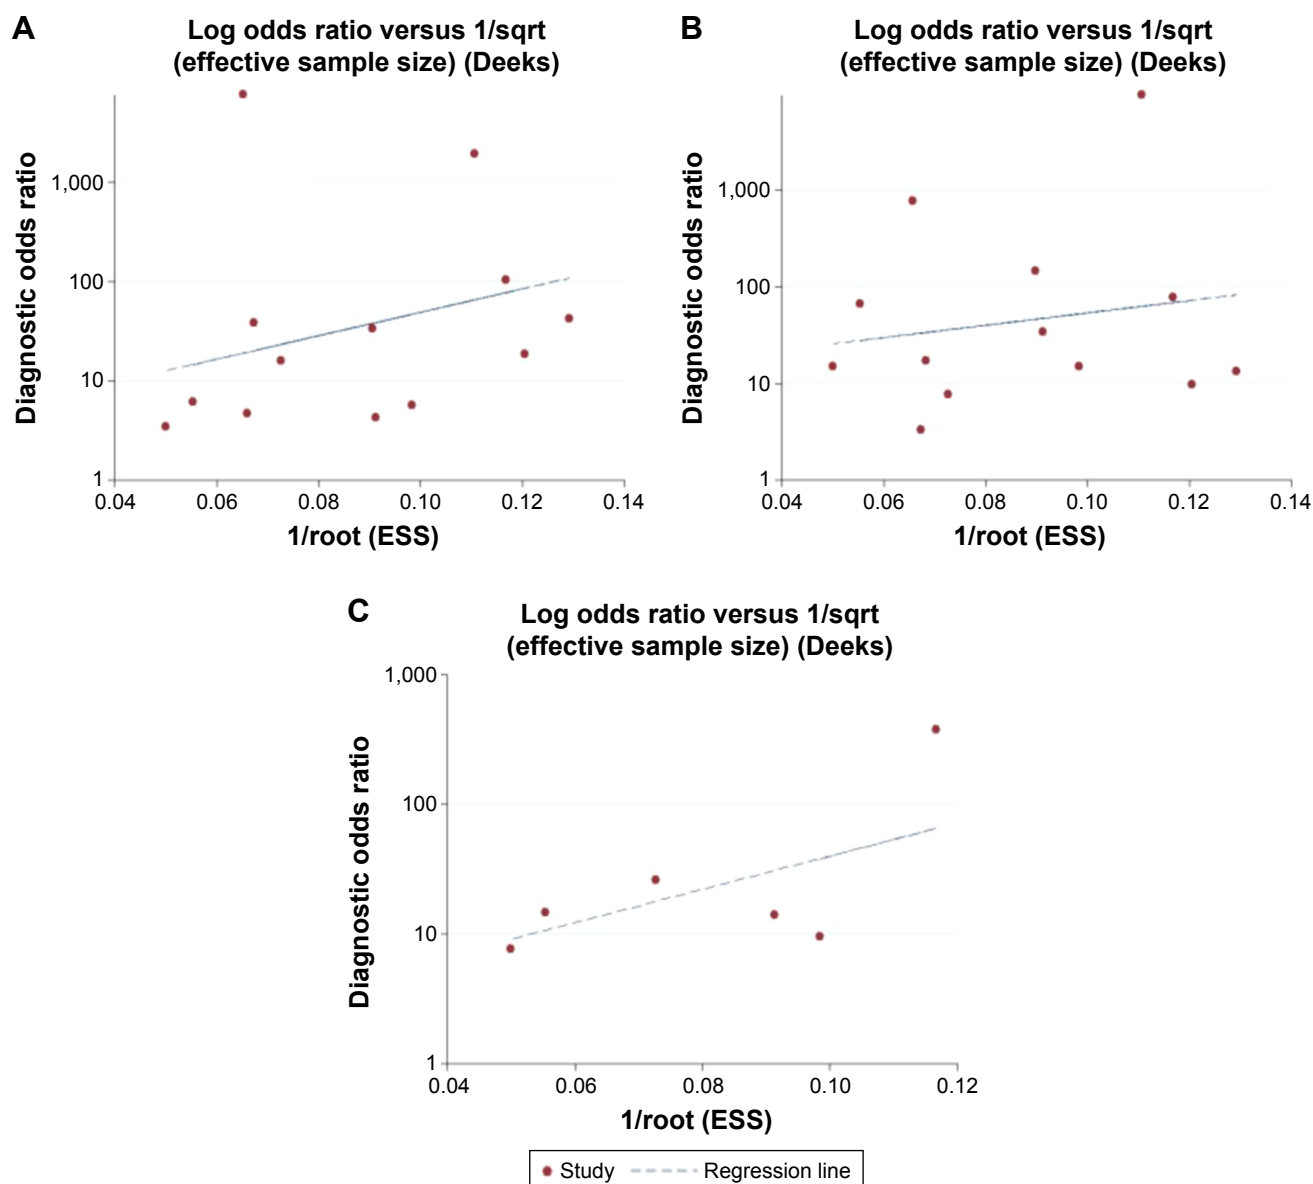 A
Log odds ratio versus 1/sqrt
(effective sample size) (Deeks)
Diagnostic odds ratio
1,000
100
10
1
0.04 0.06 0.08 0.10 0.12 0.14
1/root (ESS)
B
Log odds ratio versus 1/sqrt
(effective sample size) (Deeks)
Diagnostic odds ratio
1,000
100
10
1
0.04 0.06 0.08 0.10 0.12 0.14
1/root (ESS)
C
Log odds ratio versus 1/sqrt
(effective sample size) (Deeks)
Diagnostic odds ratio
1,000
100
10
1
0.04 0.06 0.08 0.10 0.12
1/root (ESS)
Study Regression line